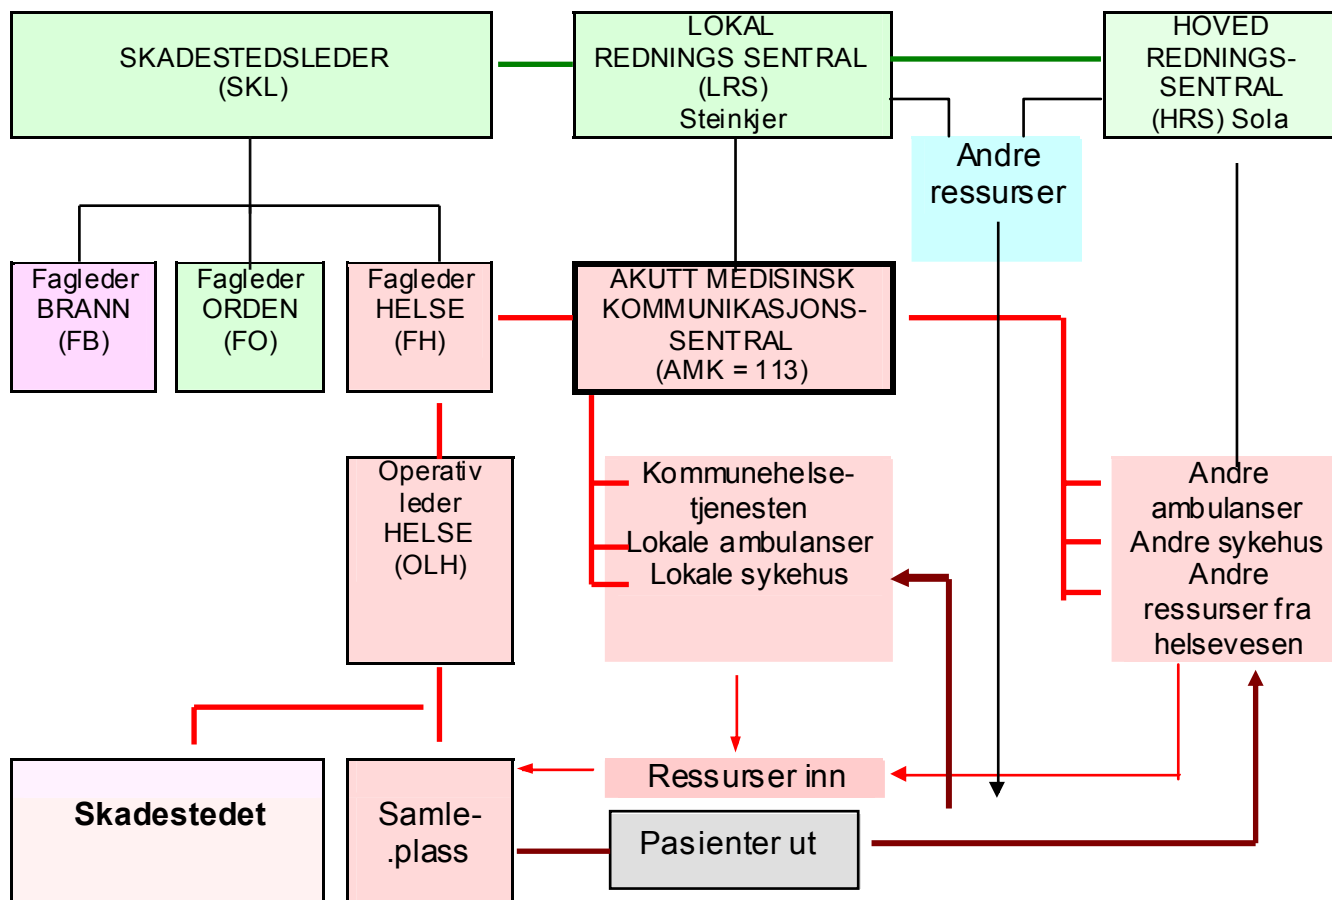 SKADESTEDSLEDER
(SKL)
LOKAL
REDNINGS SENTRAL
(LRS)
Steinkjer
HOVED
REDNINGS-
SENTRAL
(HRS) Sola
Andre
ressurser
Fagleder
BRANN
(FB)
Fagleder
ORDEN
(FO)
Fagleder
HELSE
(FH)
AKUTT MEDISINSK
KOMMUNIKASJONS-
SENTRAL
(AMK = 113)
Operativ
leder
HELSE
(OLH)
Kommunehelse-
tjenesten
Lokale ambulanser
Lokale sykehus
Andre
ambulanser
Andre sykehus
Andre
ressurser fra
helsevesen
Skadestedet
Samle-
.plass
Ressurser inn
Pasienter ut